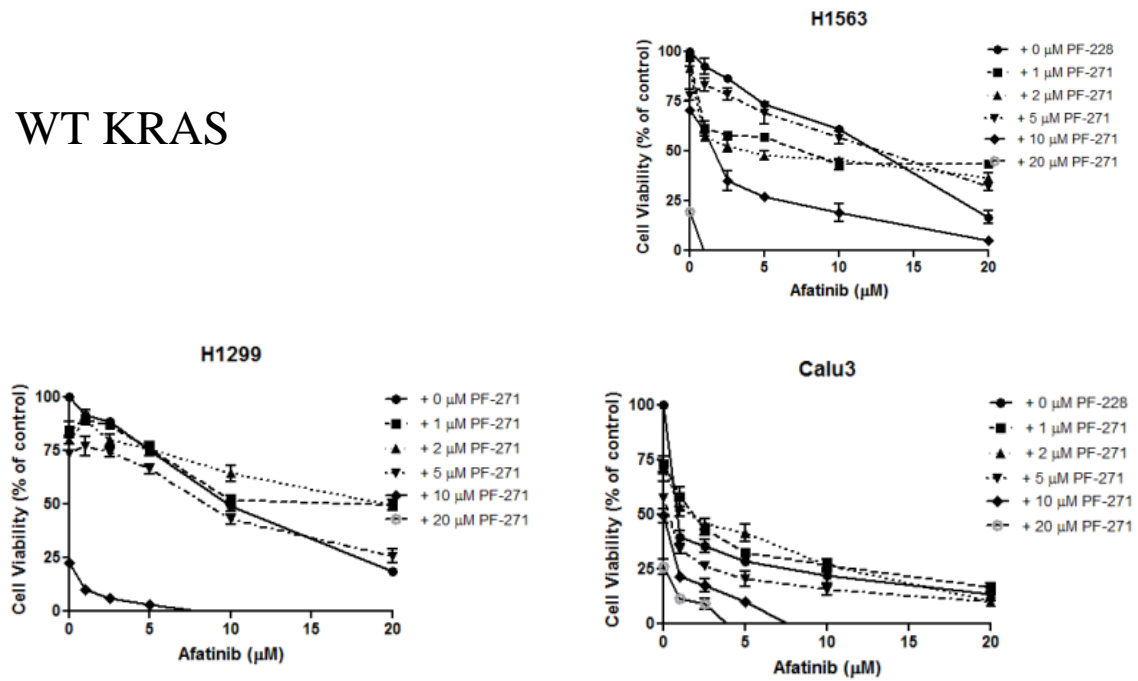 WT KRAS
H1563
Cell Viability (% of control)
100
75
50
25
0
0 5 10 15 20
Afatinib (μM)
+ 0 μM PF-228
+ 1 μM PF-271
+ 2 μM PF-271
+ 5 μM PF-271
+ 10 μM PF-271
+ 20 μM PF-271
H1299
Cell Viability (% of control)
100
75
50
25
0
0 5 10 15 20
Afatinib (μM)
+ 0 μM PF-271
+ 1 μM PF-271
+ 2 μM PF-271
+ 5 μM PF-271
+ 10 μM PF-271
+ 20 μM PF-271
Calu3
Cell Viability (% of control)
100
75
50
25
0
0 5 10 15 20
Afatinib (μM)
+ 0 μM PF-228
+ 1 μM PF-271
+ 2 μM PF-271
+ 5 μM PF-271
+ 10 μM PF-271
+ 20 μM PF-271